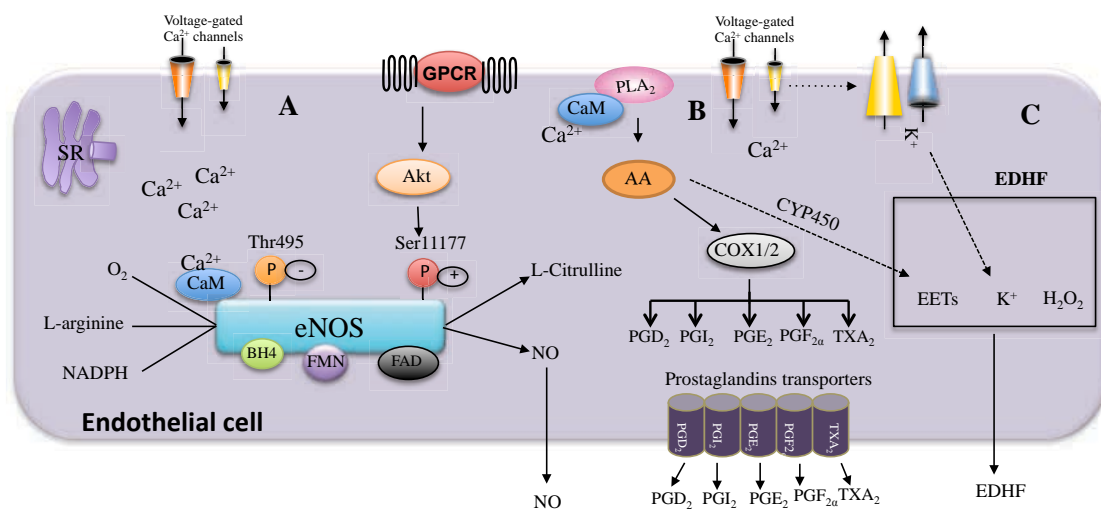 Voltage-gated
Ca²⁺ channels
A
GPCR
SR
Ca²⁺
Ca²⁺
Ca²⁺
Akt
Thr495
P
-
Ser11177
P
+
Ca²⁺
CaM
O₂
L-arginine
NADPH
eNOS
BH4
FMN
FAD
L-Citrulline
NO
NO
Endothelial cell
PLA₂
CaM
Ca²⁺
B
Voltage-gated
Ca²⁺ channels
Ca²⁺
AA
CYP450
COX1/2
PGD₂
PGI₂
PGE₂
PGF₂α
TXA₂
Prostaglandins transporters
PGD₂
PGI₂
PGE₂
PGF2
TXA₂
PGD₂
PGI₂
PGE₂
PGF₂α
TXA₂
C
K⁺
EDHF
EETs
K⁺
H₂O₂
EDHF